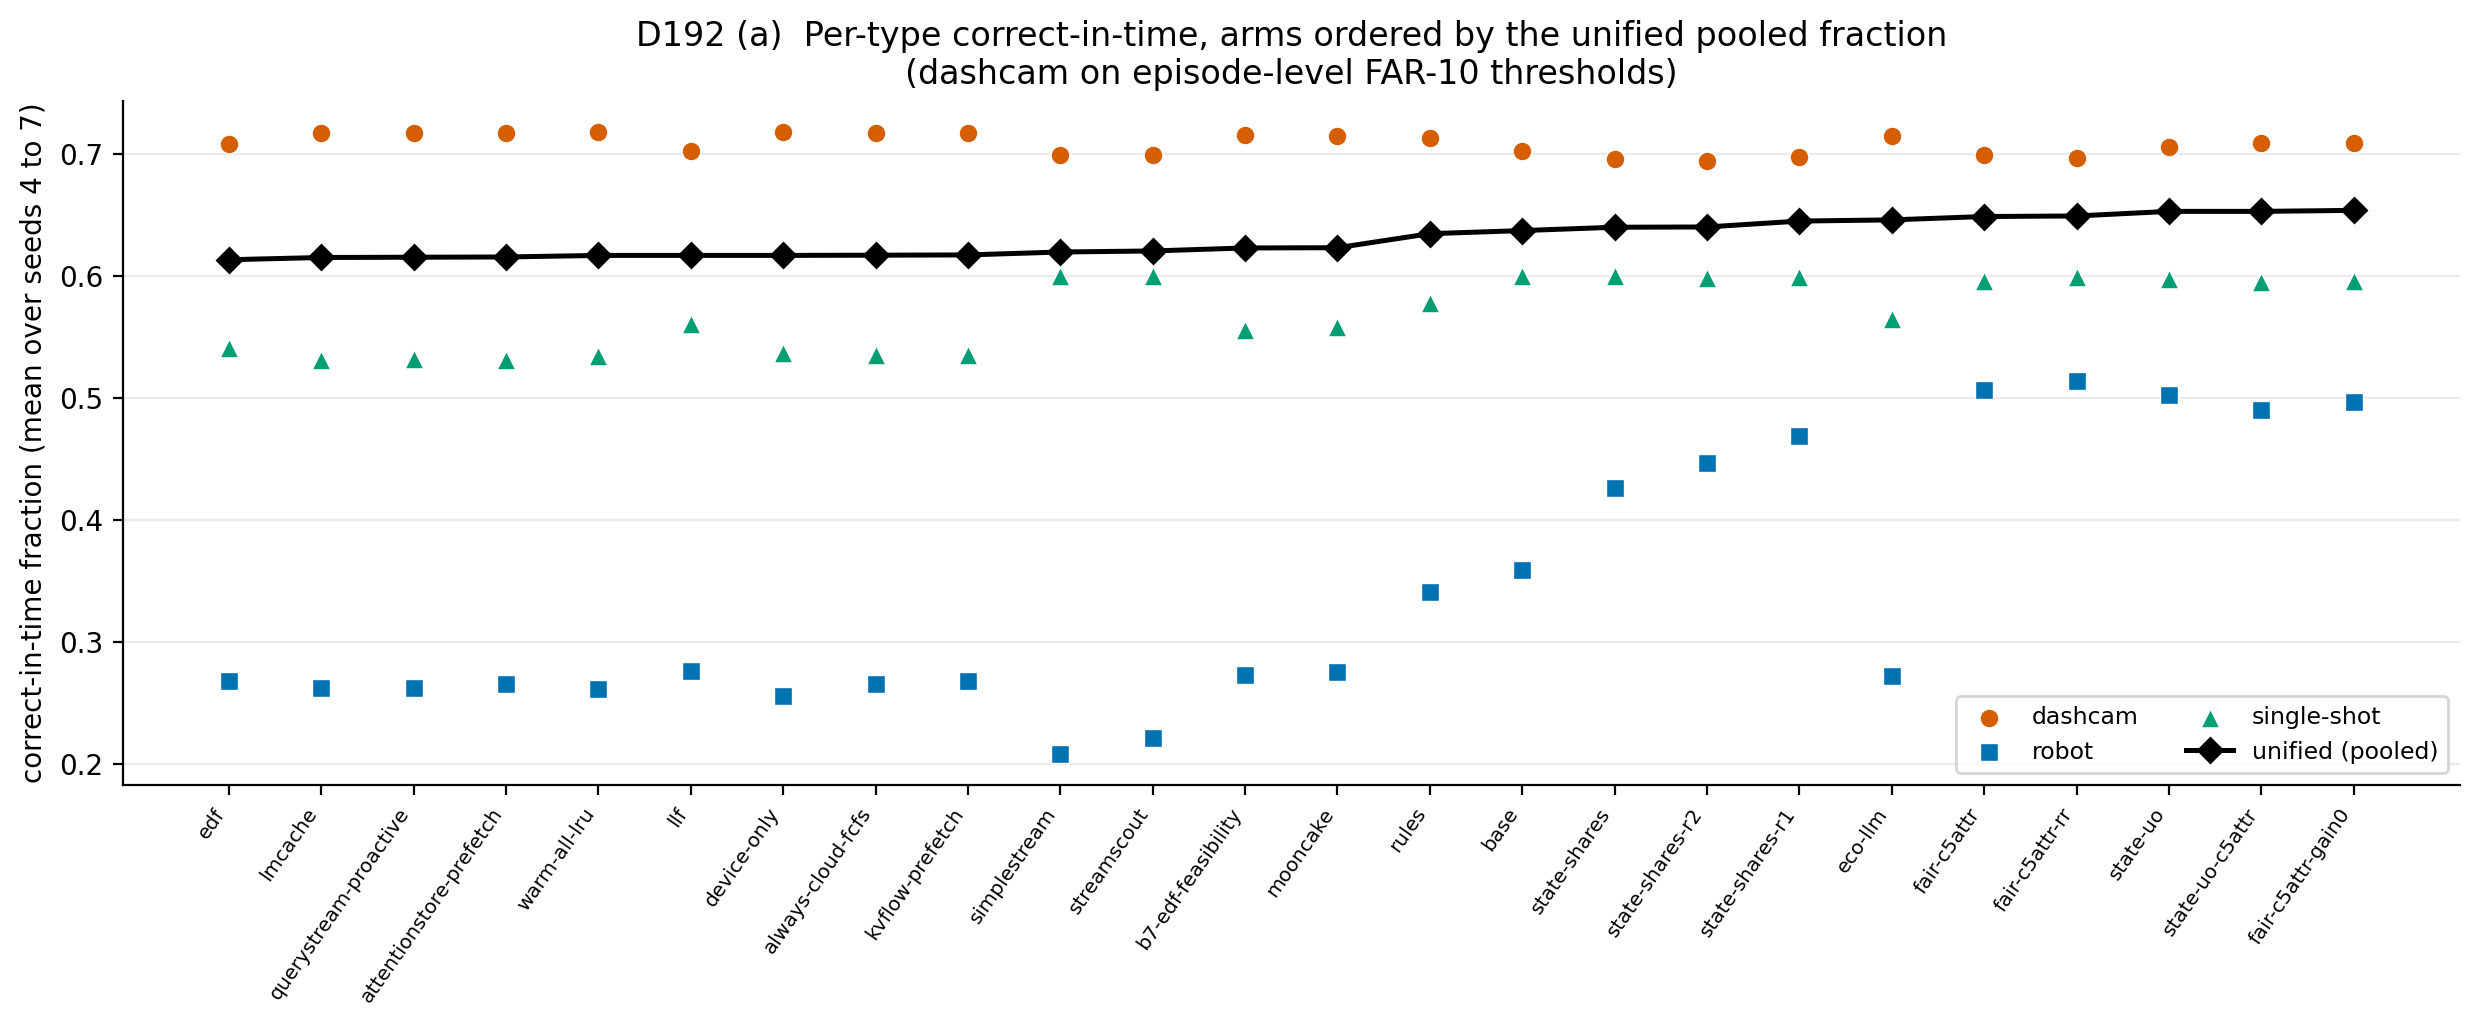 D192 (a)  Per-type correct-in-time, arms ordered by the unified pooled fraction
(dashcam on episode-level FAR-10 thresholds)
correct-in-time fraction (mean over seeds 4 to 7)
0.7
0.6
0.5
0.4
0.3
0.2
edf
lmcache
querystream-proactive
attentionstore-prefetch
warm-all-lru
llf
device-only
always-cloud-fcfs
kvflow-prefetch
simplestream
streamscout
b7-edf-feasibility
mooncake
rules
base
state-shares
state-shares-r2
state-shares-r1
eco-llm
fair-c5attr
fair-c5attr-rr
state-uo
state-uo-c5attr
fair-c5attr-gain0
dashcam
robot
single-shot
unified (pooled)